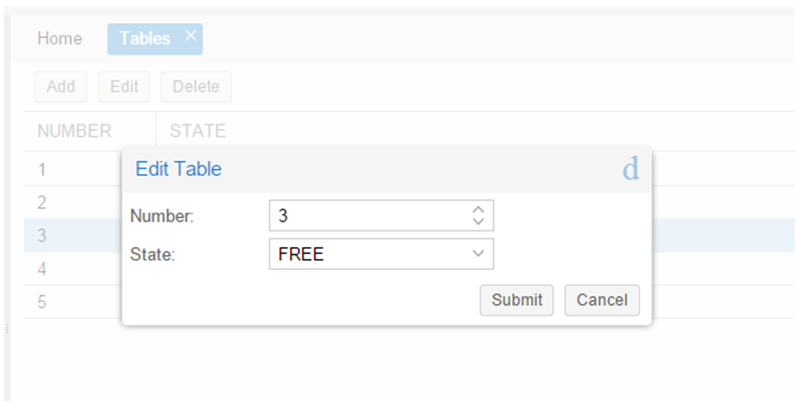 Home Tables ×
Add Edit Delete
NUMBER STATE
1
Edit Table d
2
Number: 3
3
State: FREE
4
5
Submit Cancel